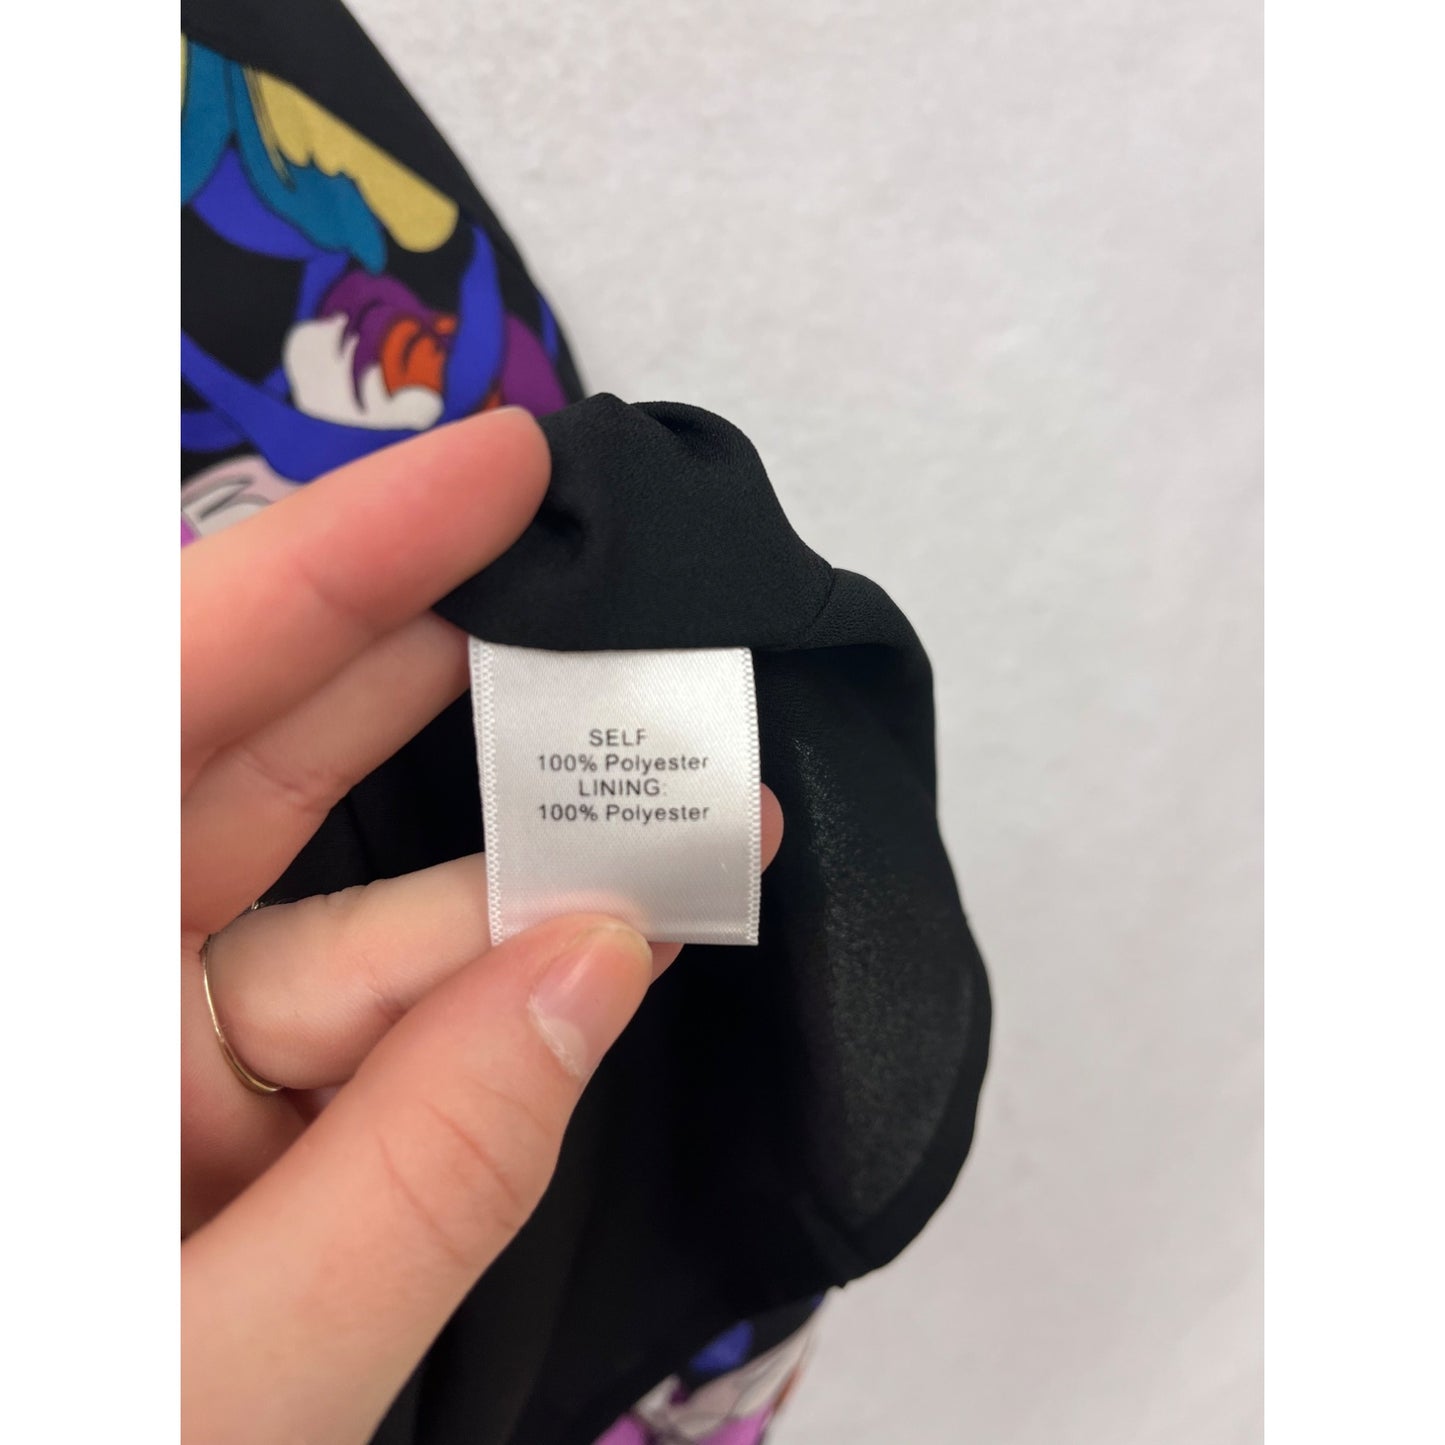 SELF
100% Polyester
LINING:
100% Polyester